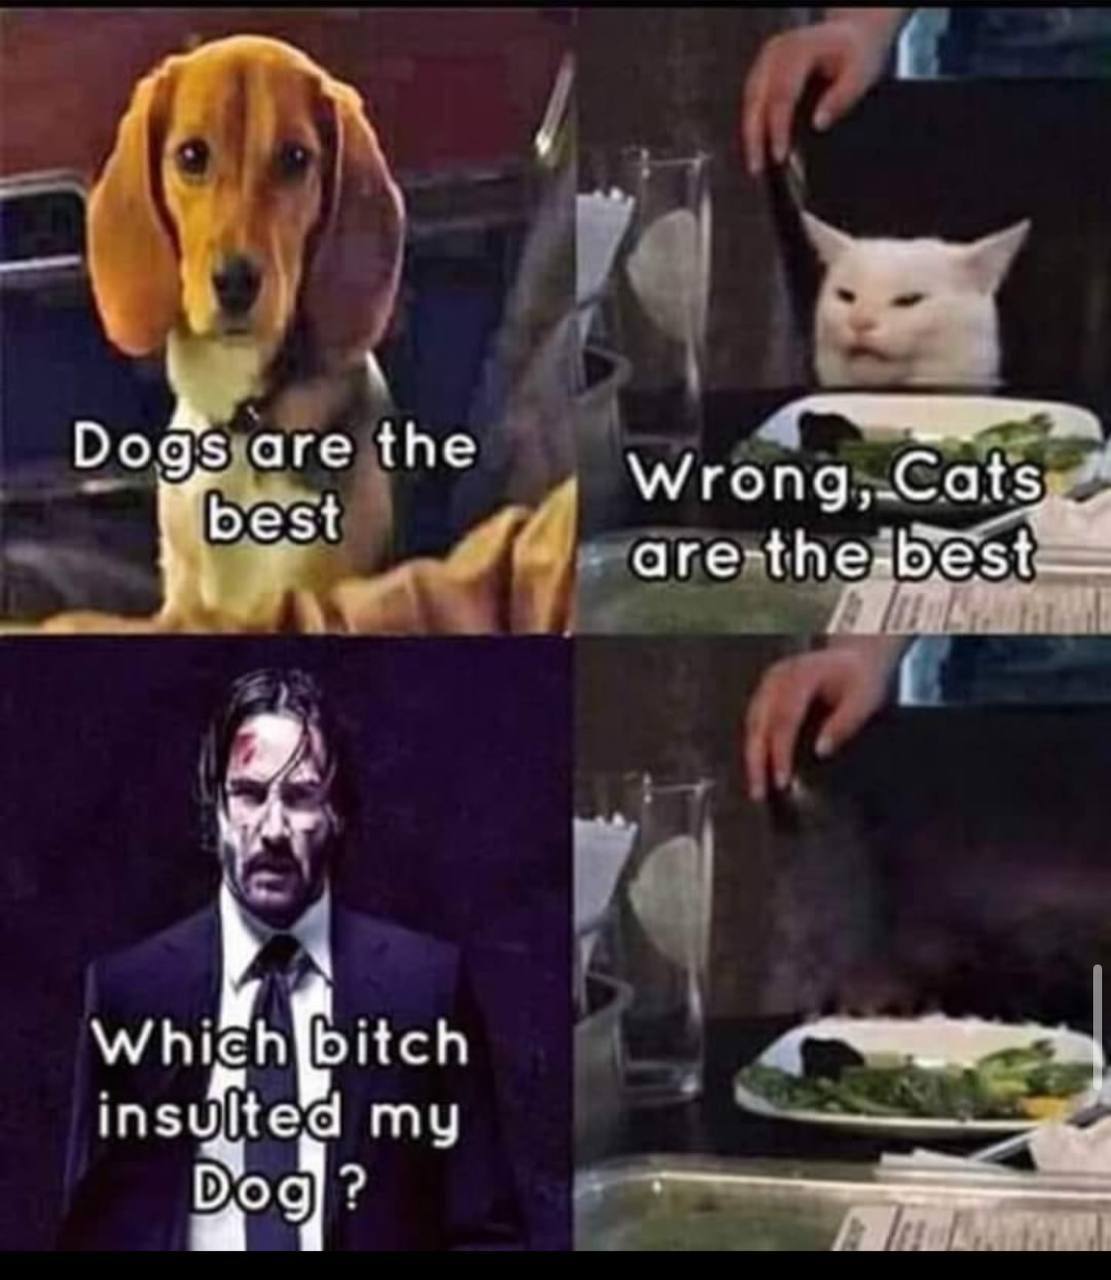 Dogs are the
best
Wrong, Cats
are the best
Which bitch
insulted my
Dog ?